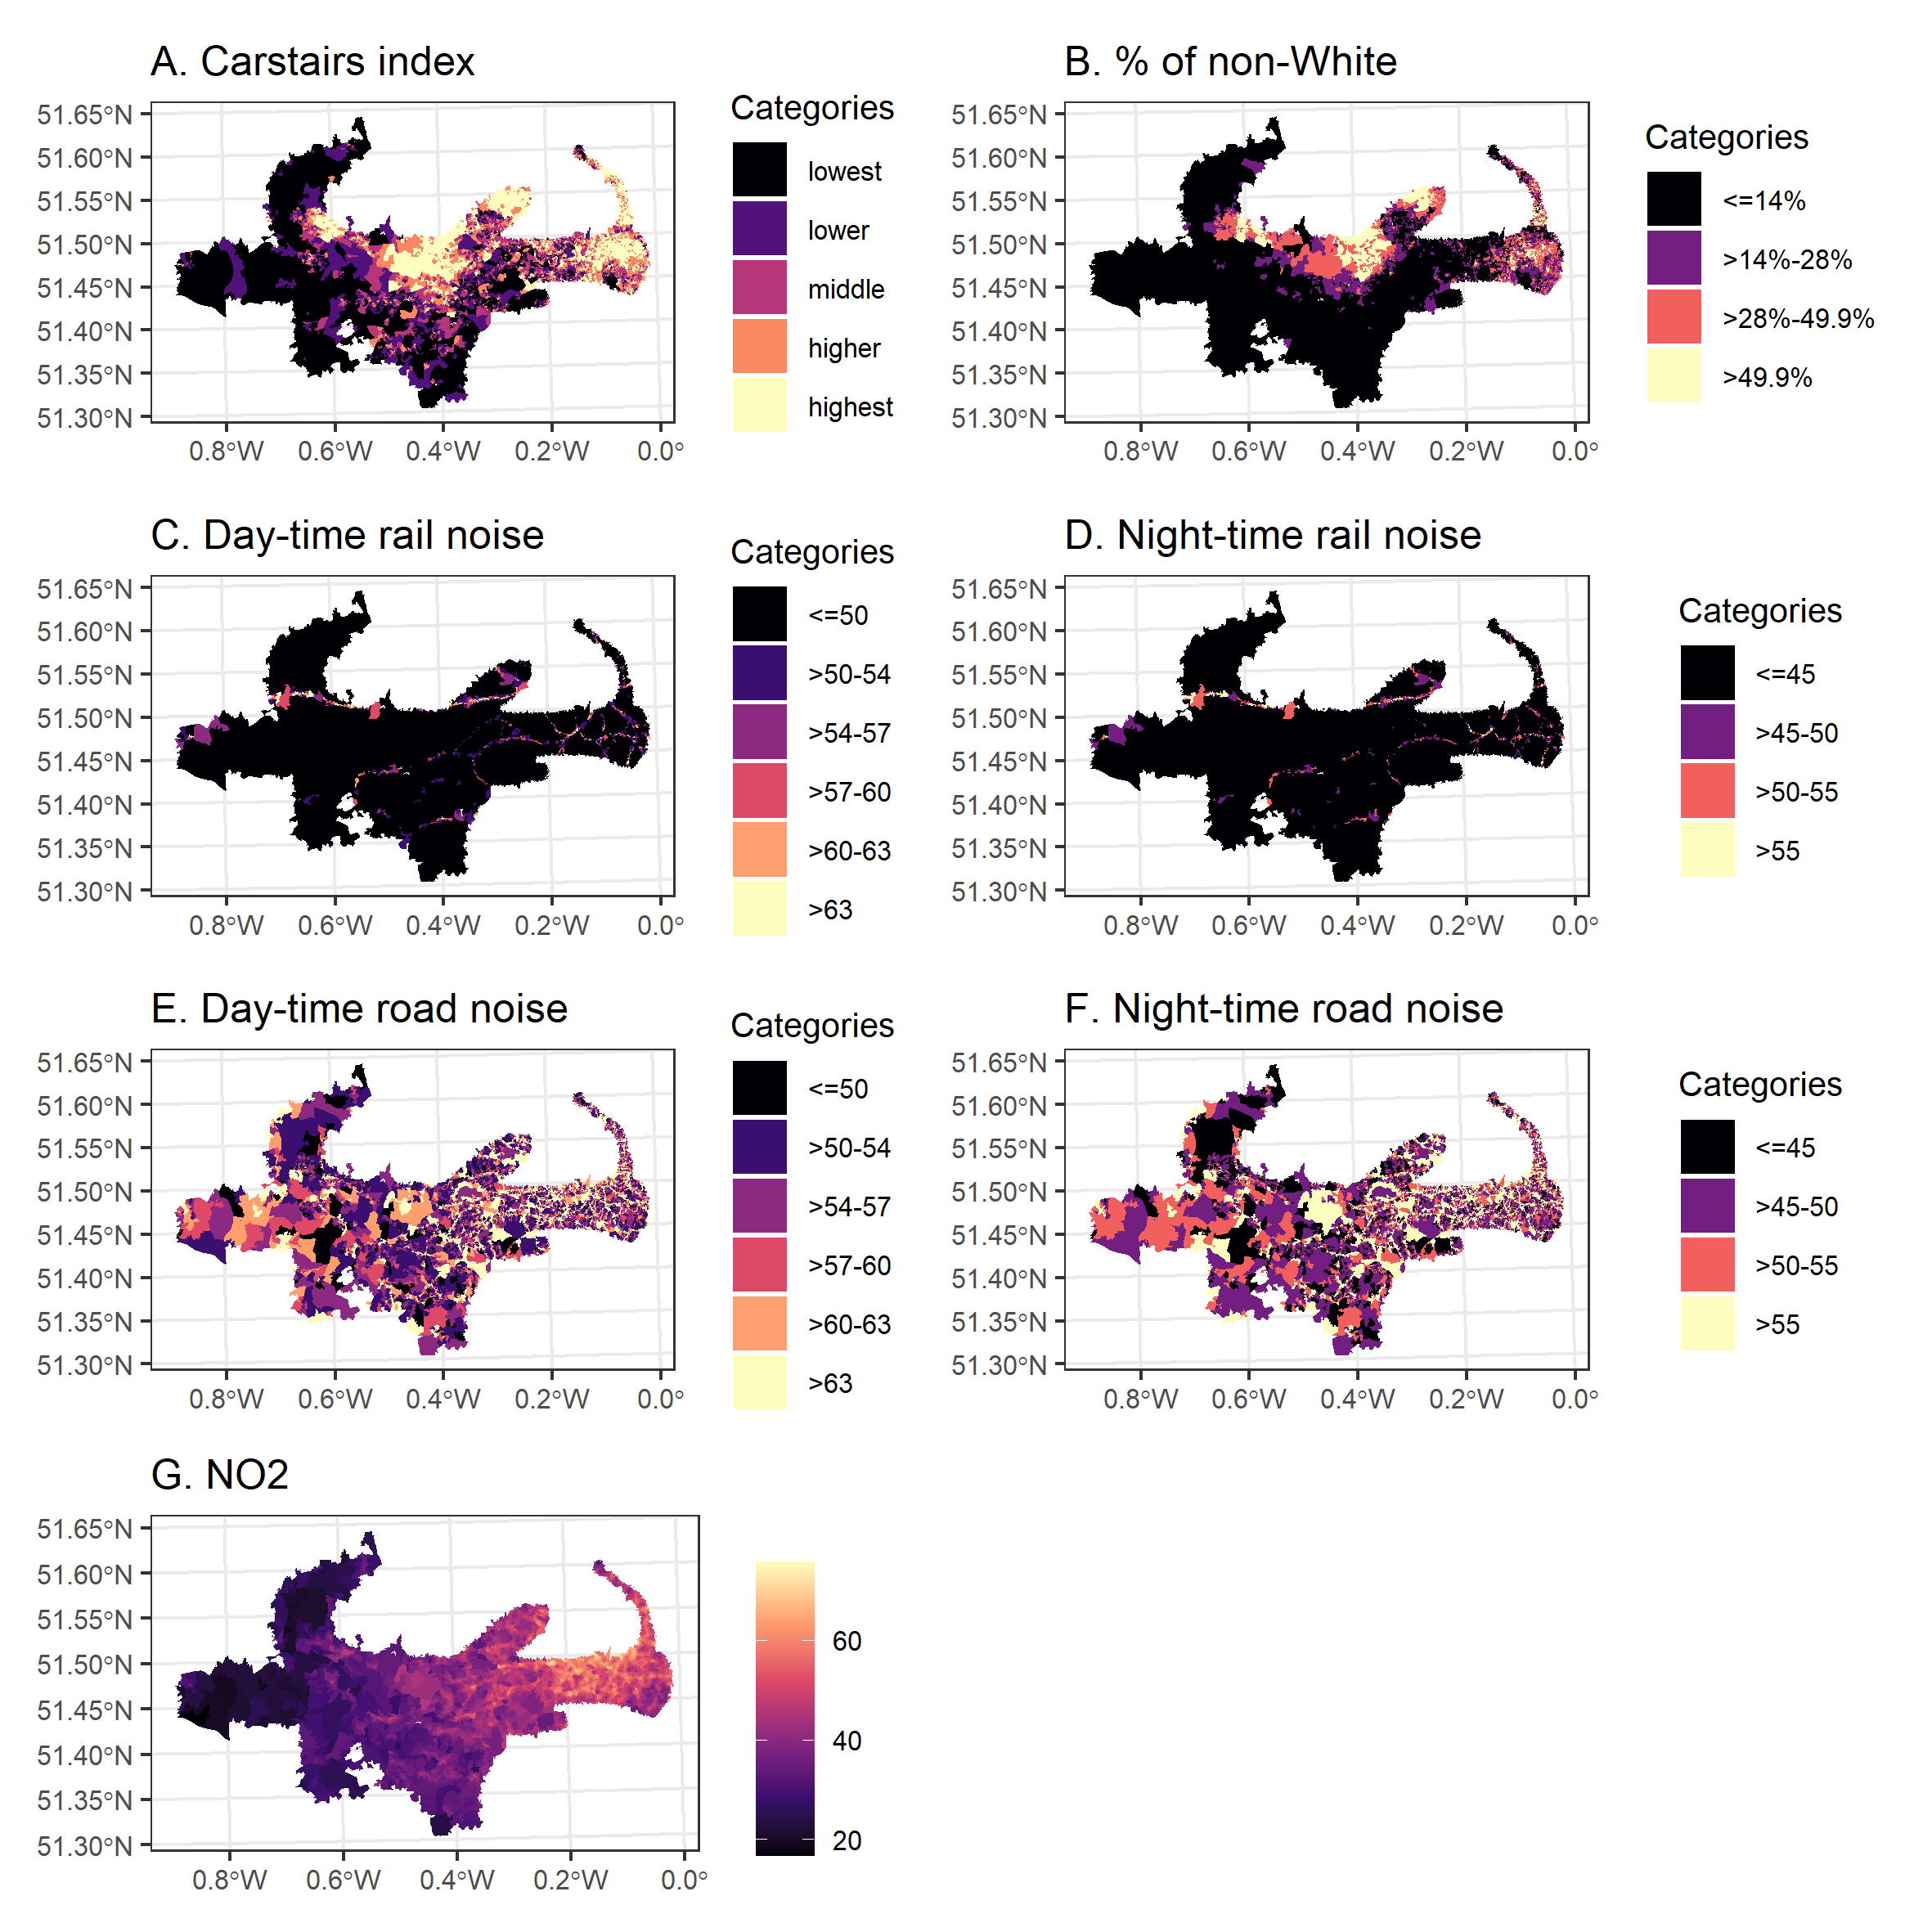 A. Carstairs index
51.65°N
51.60°N
51.55°N
51.50°N
51.45°N
51.40°N
51.35°N
51.30°N
0.8°W 0.6°W 0.4°W 0.2°W 0.0°
Categories
lowest
lower
middle
higher
highest
B. % of non-White
51.65°N
51.60°N
51.55°N
51.50°N
51.45°N
51.40°N
51.35°N
51.30°N
0.8°W 0.6°W 0.4°W 0.2°W 0.0°
Categories
<=14%
>14%-28%
>28%-49.9%
>49.9%
C. Day-time rail noise
51.65°N
51.60°N
51.55°N
51.50°N
51.45°N
51.40°N
51.35°N
51.30°N
0.8°W 0.6°W 0.4°W 0.2°W 0.0°
Categories
<=50
>50-54
>54-57
>57-60
>60-63
>63
D. Night-time rail noise
51.65°N
51.60°N
51.55°N
51.50°N
51.45°N
51.40°N
51.35°N
51.30°N
0.8°W 0.6°W 0.4°W 0.2°W 0.0°
Categories
<=45
>45-50
>50-55
>55
E. Day-time road noise
51.65°N
51.60°N
51.55°N
51.50°N
51.45°N
51.40°N
51.35°N
51.30°N
0.8°W 0.6°W 0.4°W 0.2°W 0.0°
Categories
<=50
>50-54
>54-57
>57-60
>60-63
>63
F. Night-time road noise
51.65°N
51.60°N
51.55°N
51.50°N
51.45°N
51.40°N
51.35°N
51.30°N
0.8°W 0.6°W 0.4°W 0.2°W 0.0°
Categories
<=45
>45-50
>50-55
>55
G. NO2
51.65°N
51.60°N
51.55°N
51.50°N
51.45°N
51.40°N
51.35°N
51.30°N
0.8°W 0.6°W 0.4°W 0.2°W 0.0°
60
40
20